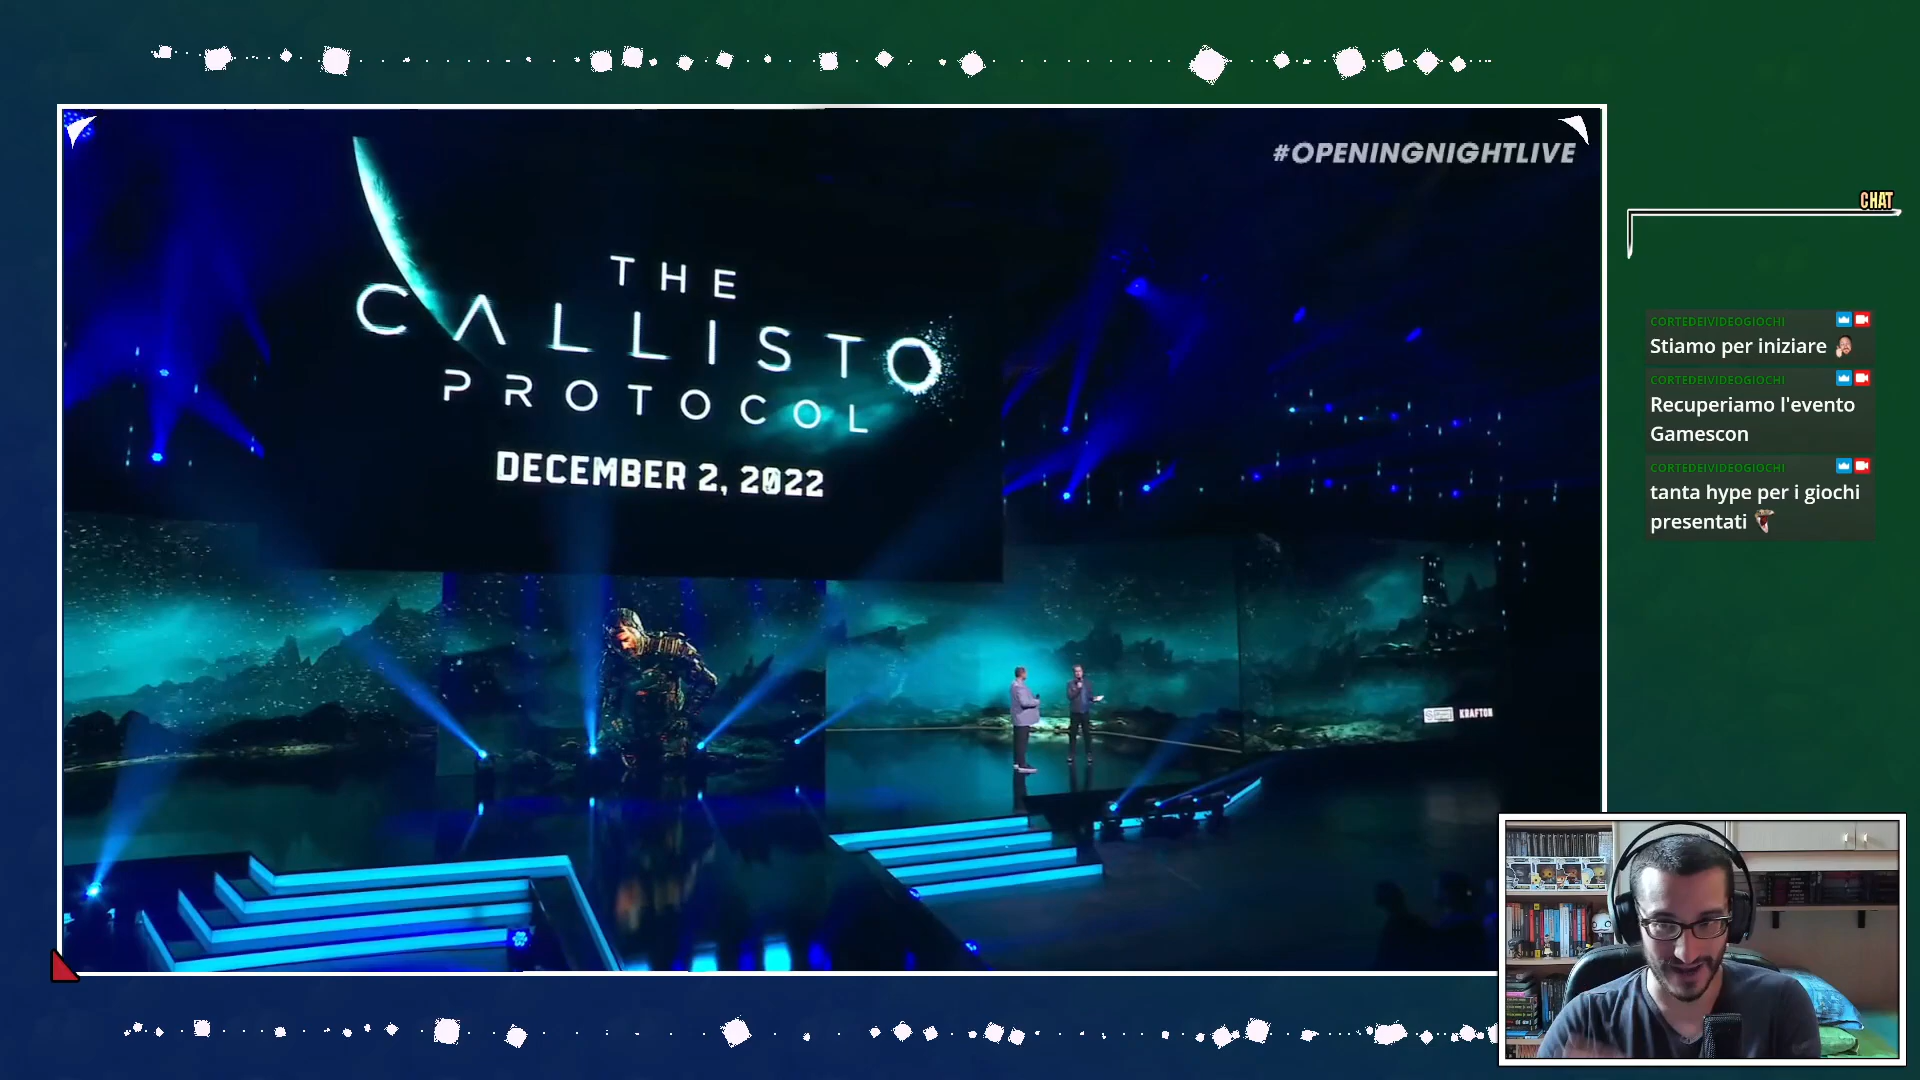 #OPENINGNIGHTLIVE
THE
CALLISTO
PROTOCOL
DECEMBER 2, 2022
KRAFTON
CHAT
CORTEDEIVIDEOGIOCHI
Stiamo per iniziare
CORTEDEIVIDEOGIOCHI
Recuperiamo l'evento
Gamescon
CORTEDEIVIDEOGIOCHI
tanta hype per i giochi
presentati